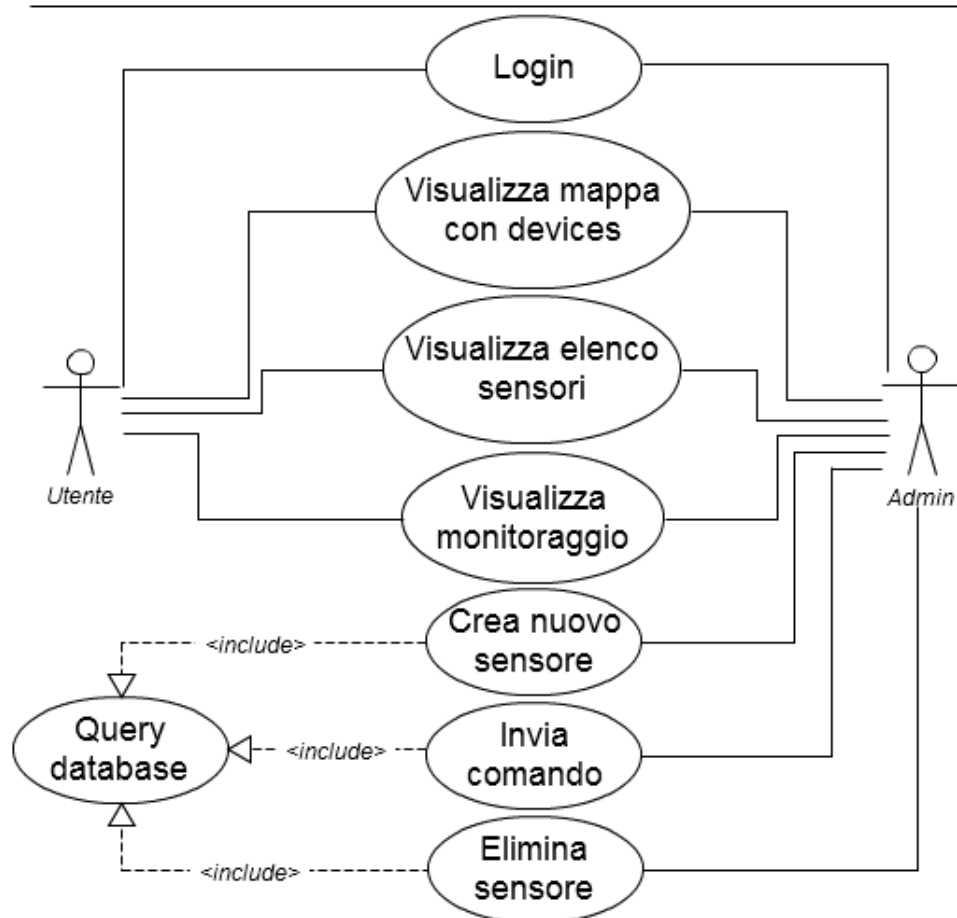 Login
Visualizza mappa
con devices
Visualizza elenco
sensori
Utente
Admin
Visualizza
monitoraggio
Crea nuovo
sensore
<include>
Query
database
<include>
Invia
comando
<include>
Elimina
sensore